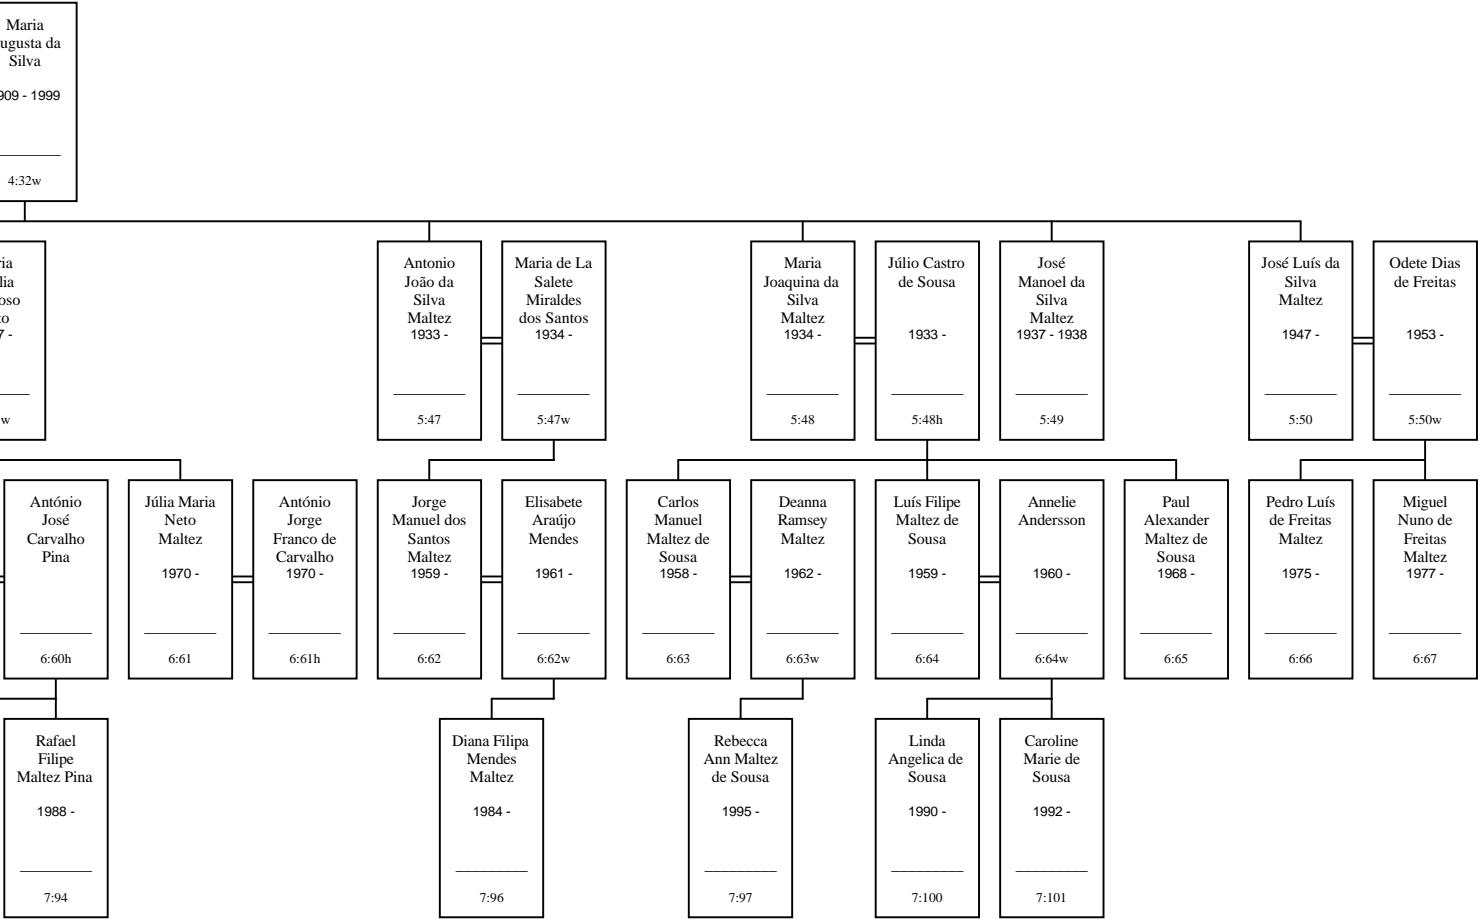 Maria
ugusta da
Silva
909 - 1999
4:32w
ria
lia
oso
to
7 -
w
Antonio
João da
Silva
Maltez
1933 -
5:47
Maria de La
Salete
Miraldes
dos Santos
1934 -
5:47w
Maria
Joaquina da
Silva
Maltez
1934 -
5:48
Júlio Castro
de Sousa
1933 -
5:48h
José
Manoel da
Silva
Maltez
1937 - 1938
5:49
José Luís da
Silva
Maltez
1947 -
5:50
Odete Dias
de Freitas
1953 -
5:50w
António
José
Carvalho
Pina
6:60h
Júlia Maria
Neto
Maltez
1970 -
6:61
António
Jorge
Franco de
Carvalho
1970 -
6:61h
Jorge
Manuel dos
Santos
Maltez
1959 -
6:62
Elisabete
Araújo
Mendes
1961 -
6:62w
Carlos
Manuel
Maltez de
Sousa
1958 -
6:63
Deanna
Ramsey
Maltez
1962 -
6:63w
Luís Filipe
Maltez de
Sousa
1959 -
6:64
Annelie
Andersson
1960 -
6:64w
Paul
Alexander
Maltez de
Sousa
1968 -
6:65
Pedro Luís
de Freitas
Maltez
1975 -
6:66
Miguel
Nuno de
Freitas
Maltez
1977 -
6:67
Rafael
Filipe
Maltez Pina
1988 -
7:94
Diana Filipa
Mendes
Maltez
1984 -
7:96
Rebecca
Ann Maltez
de Sousa
1995 -
7:97
Linda
Angelica de
Sousa
1990 -
7:100
Caroline
Marie de
Sousa
1992 -
7:101